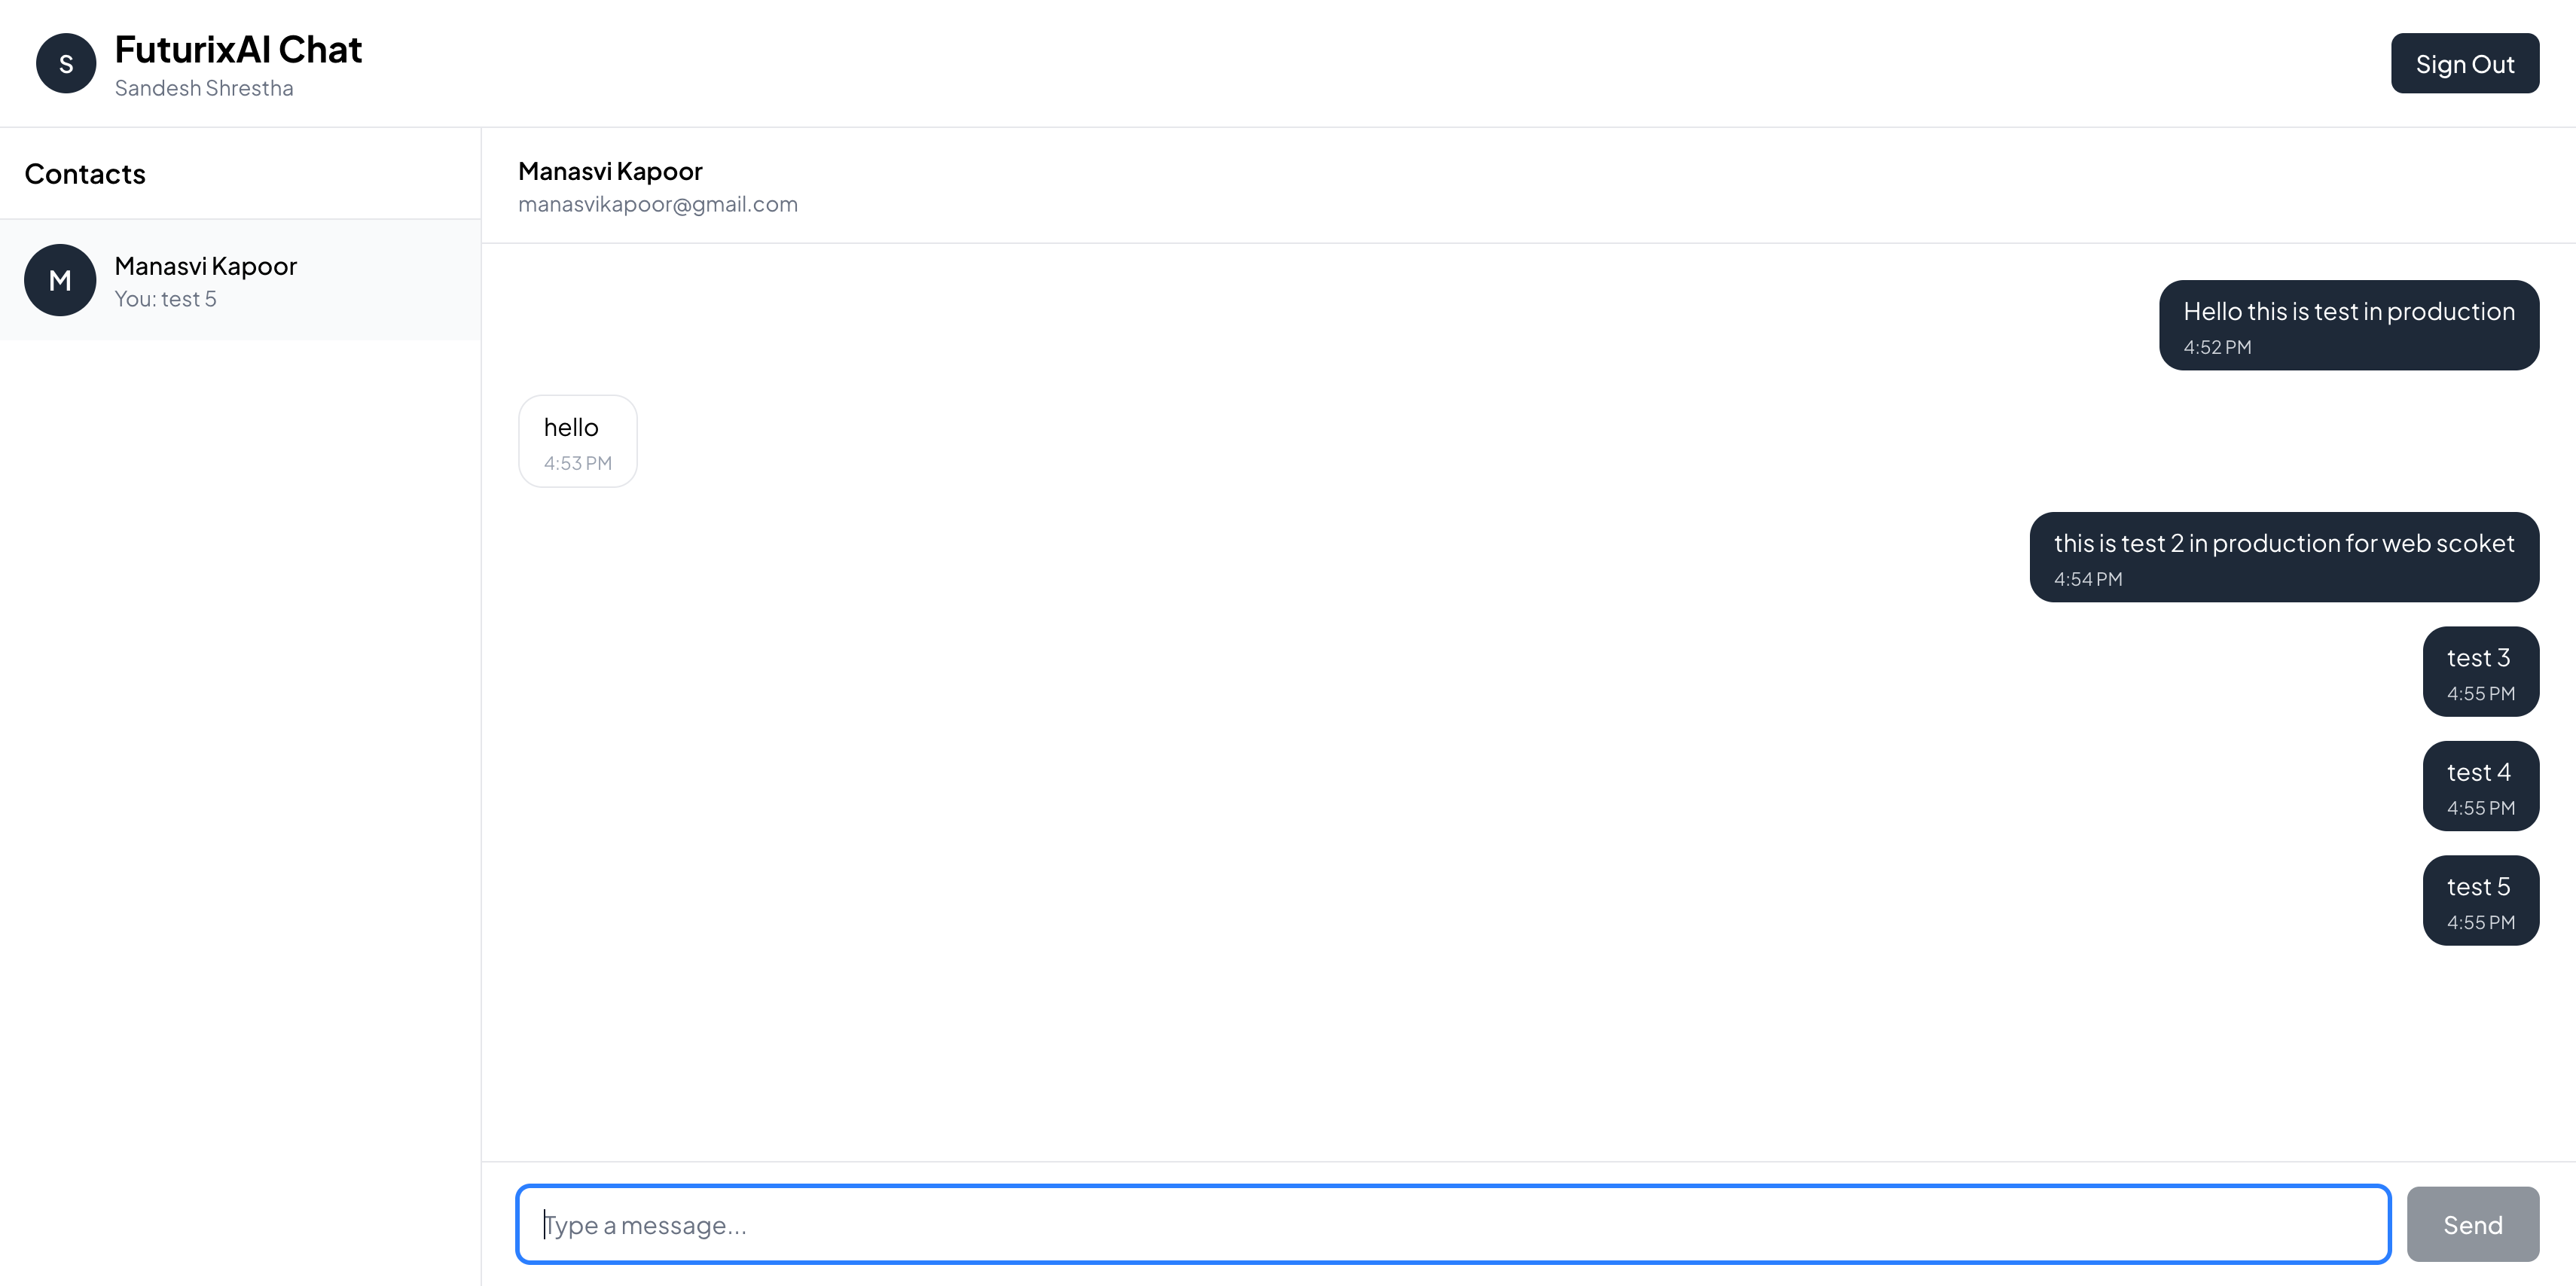 S
FuturixAI Chat
Sandesh Shrestha
Sign Out
Contacts
M
Manasvi Kapoor
You: test 5
Manasvi Kapoor
manasvikapoor@gmail.com
Hello this is test in production
4:52 PM
hello
4:53 PM
this is test 2 in production for web scoket
4:54 PM
test 3
4:55 PM
test 4
4:55 PM
test 5
4:55 PM
Type a message...
Send